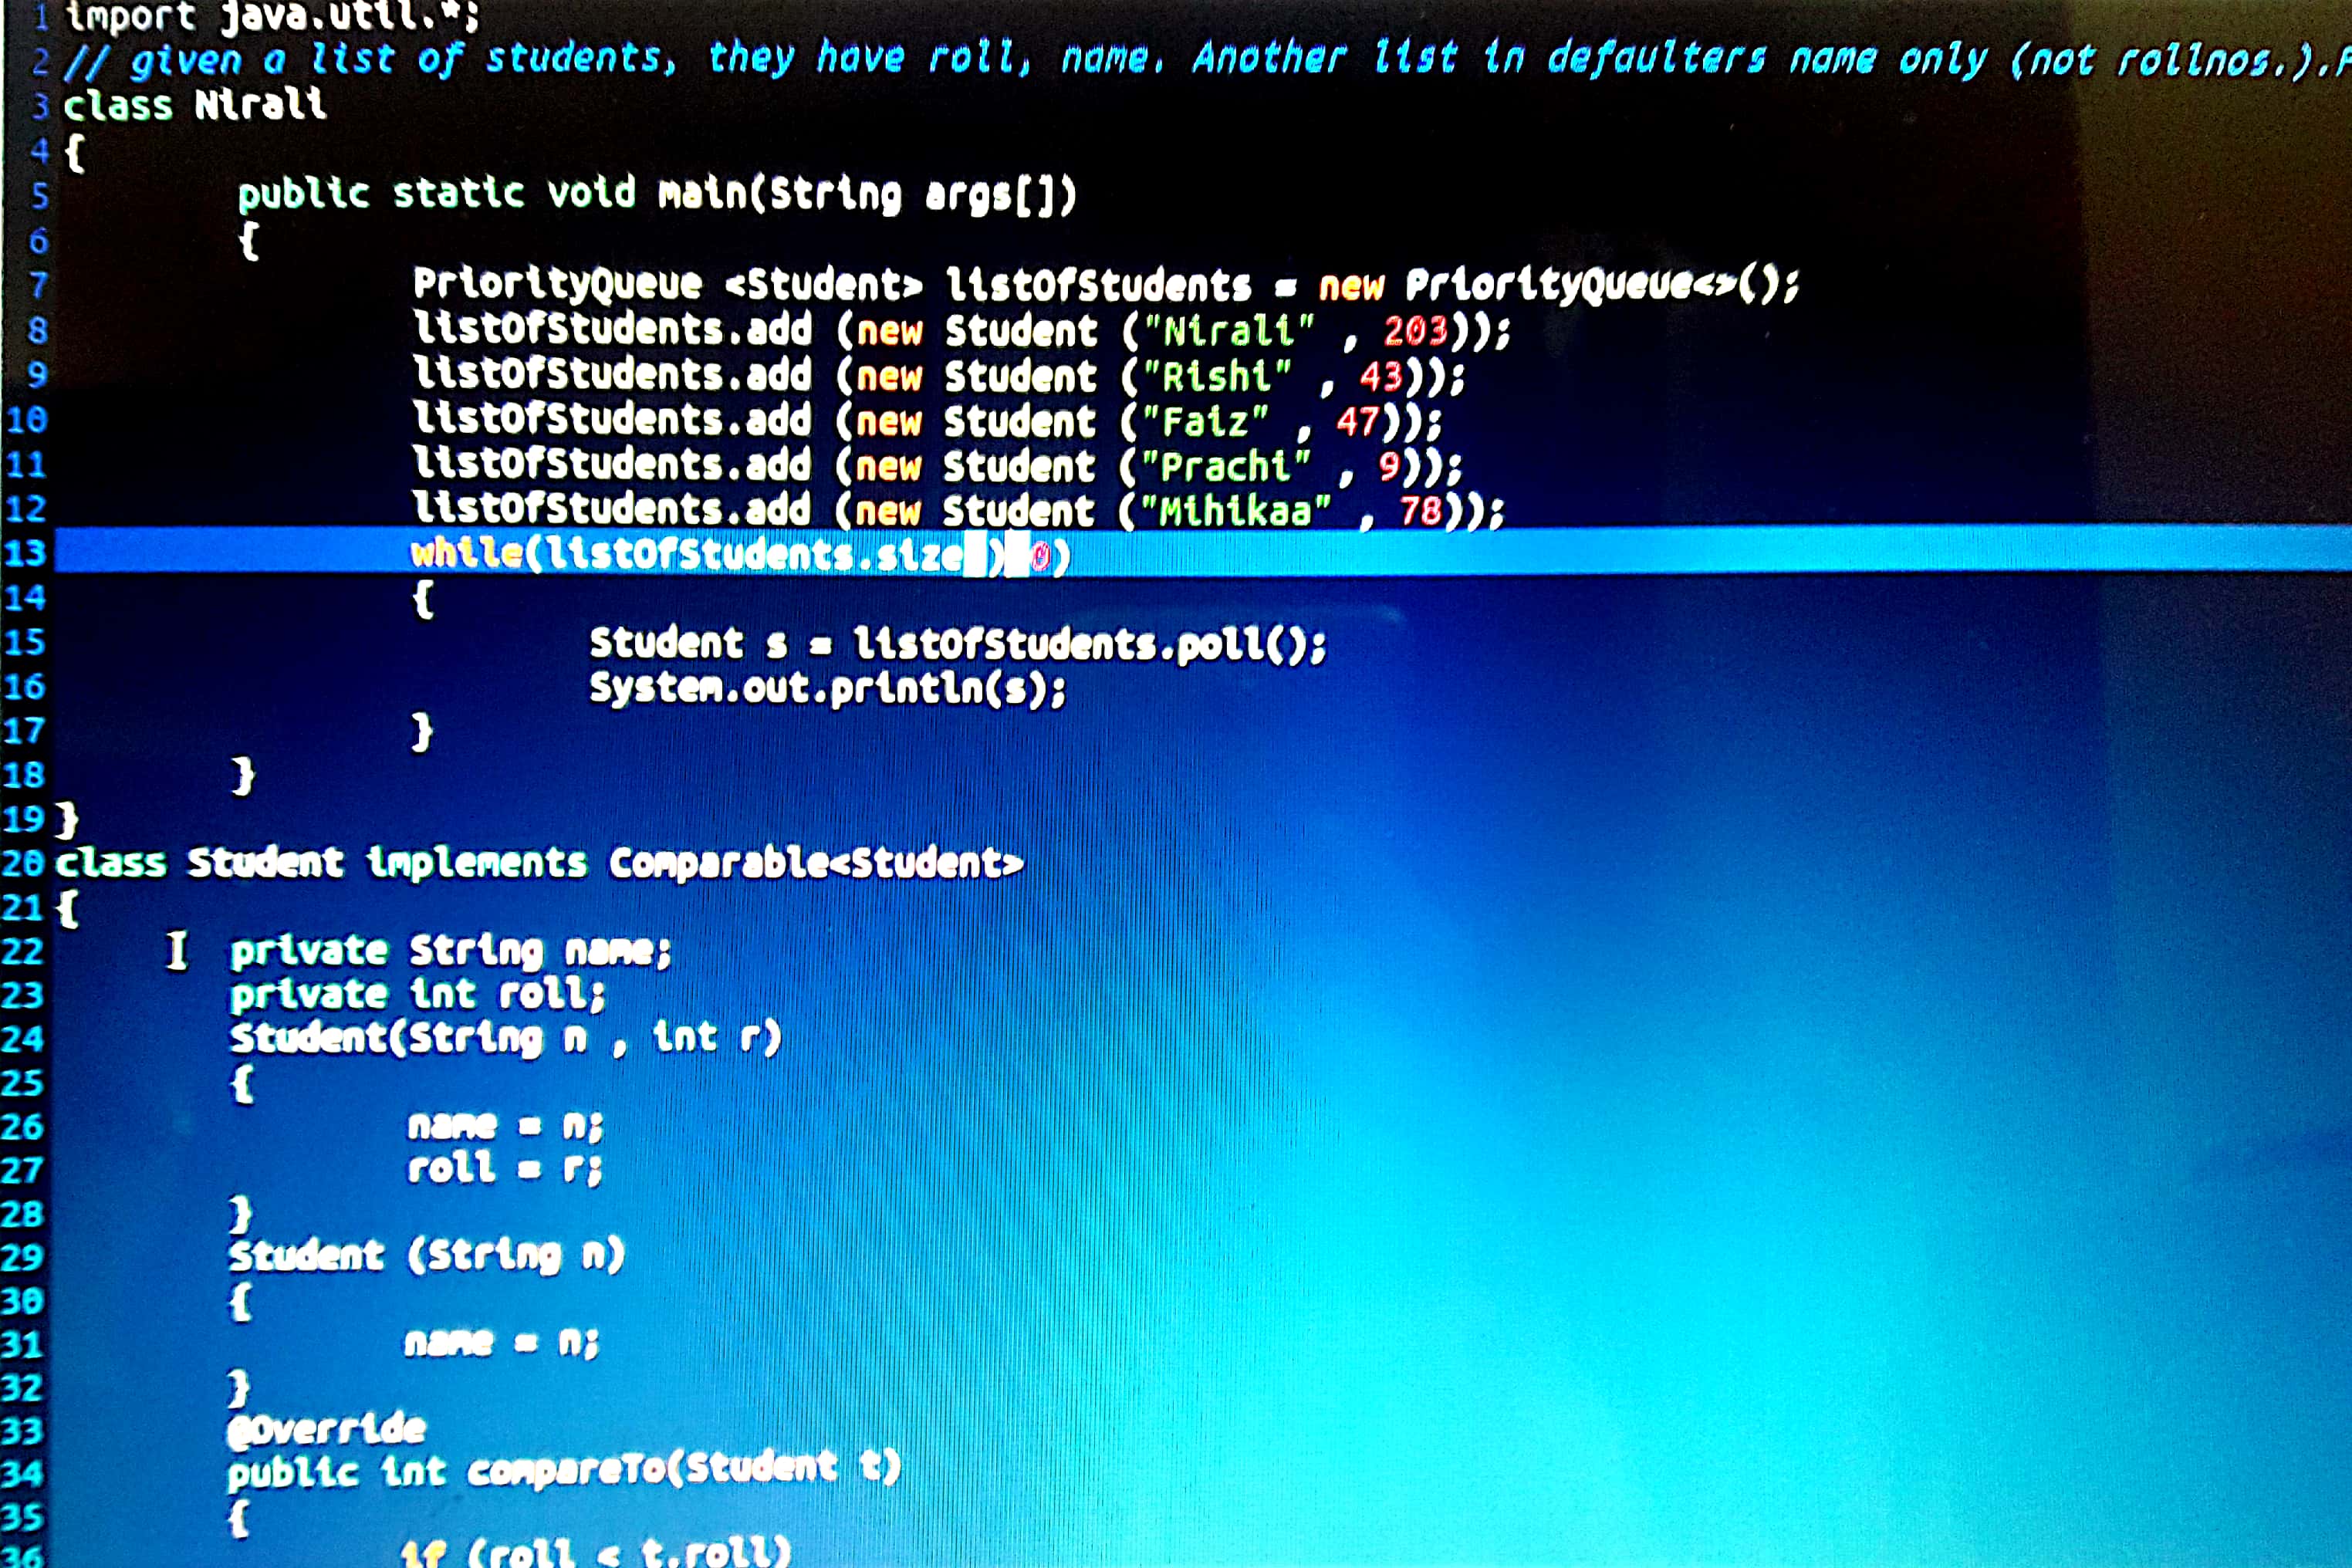 1 import java.util.*;
2 // given a list of students, they have roll, name. Another list in defaulters name only (not rollnos.).F
3 class Nirali
4 {
5 public static void main(String args[])
6 {
7 PriorityQueue <Student> listOfStudents = new PriorityQueue<>();
8 listOfStudents.add (new Student ("Nirali" , 203));
9 listOfStudents.add (new Student ("Rishi" , 43));
10 listOfStudents.add (new Student ("Faiz" , 47));
11 listOfStudents.add (new Student ("Prachi" , 9));
12 listOfStudents.add (new Student ("Mihikaa" , 78));
13 while(listOfStudents.size ) 0)
14 {
15 Student s = listOfStudents.poll();
16 System.out.println(s);
17 }
18 }
19 }
20 class Student implements Comparable<Student>
21 {
22 private String name;
23 private int roll;
24 Student(String n , int r)
25 {
26 name = n;
27 roll = r;
28 }
29 Student (String n)
30 {
31 name = n;
32 }
33 @Override
34 public int compareTo(Student t)
35 {
36 if (roll < t.roll)